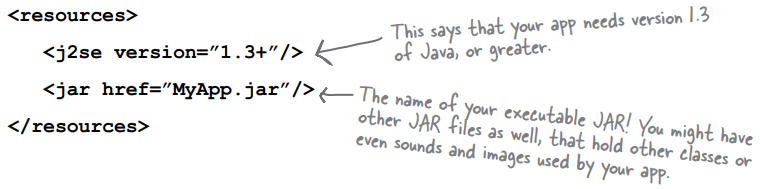 <resources>
<j2se version=”1.3+”/>
This says that your app needs version 1.3
of Java, or greater.
<jar href=”MyApp.jar”/>
The name of your executable JAR! You might have
other JAR files as well, that hold other classes or
even sounds and images used by your app.
</resources>